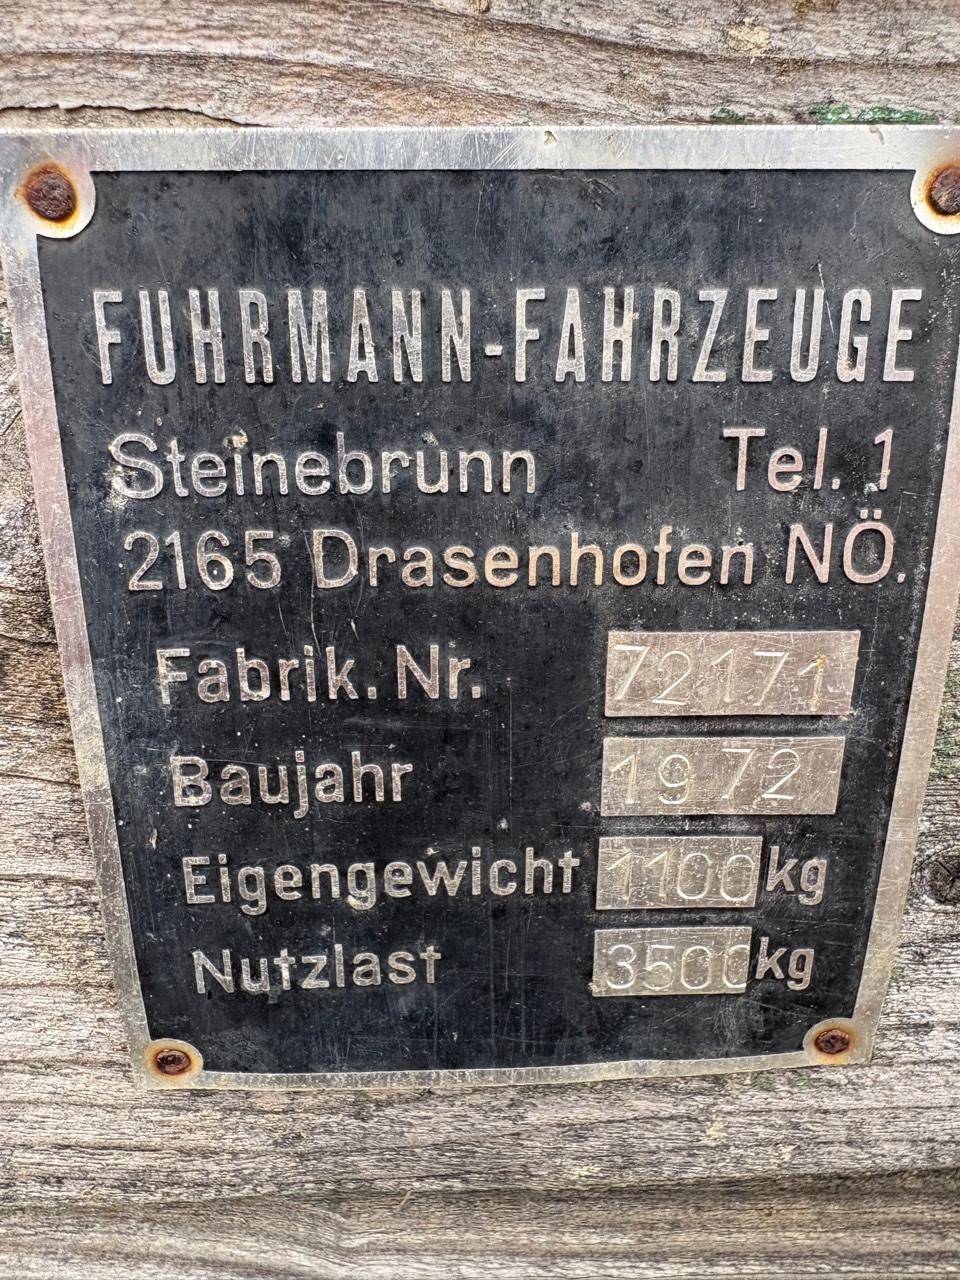 FUHRMANN-FAHRZEUGE
Steinebrunn Tel. 1
2165 Drasenhofen NÖ.
Fabrik. Nr. 72171
Baujahr 1972
Eigengewicht 1100 kg
Nutzlast 3500 kg